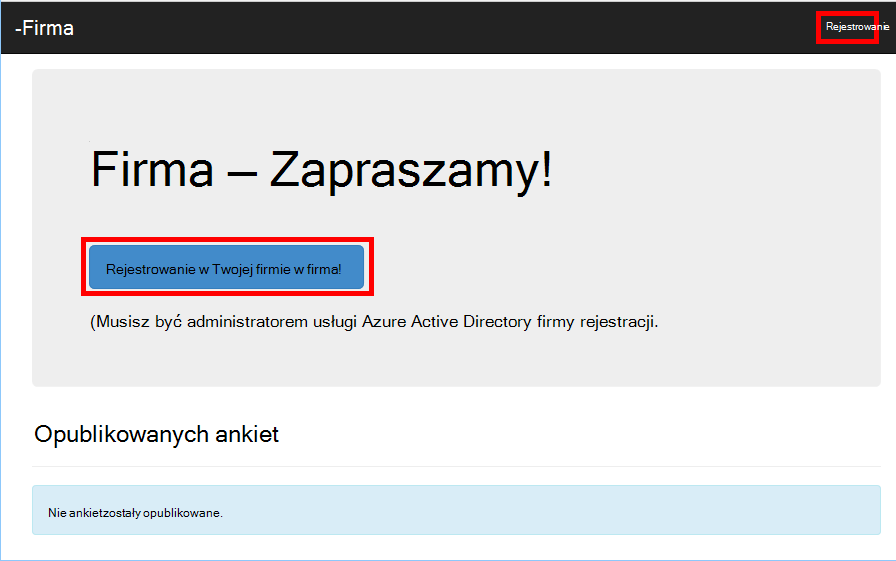 -Firma
Rejestrowanie
Firma – Zapraszamy!
Rejestrowanie w Twojej firmie w firma!
(Musisz być administratorem usługi Azure Active Directory firmy rejestracji.
Opublikowanych ankiet
Nie ankietzostały opublikowane.